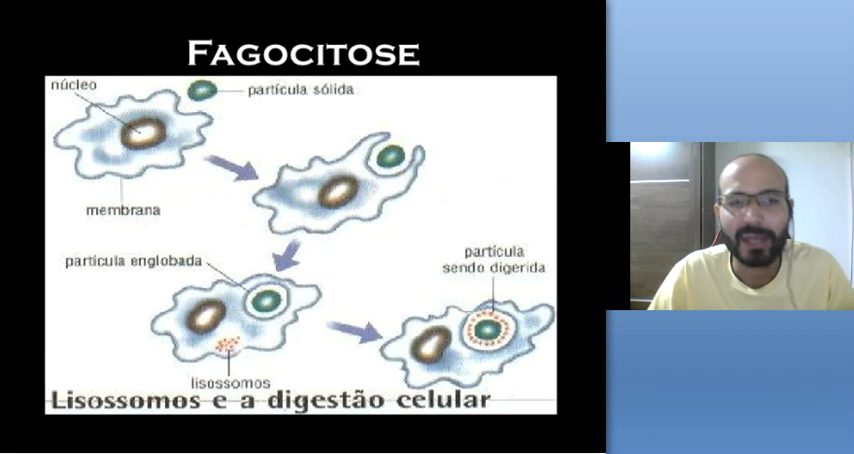 FAGOCITOSE
núcleo
partícula sólida
membrana
partícula englobada
partícula
sendo digerida
lisossomos
Lisossomos e a digestão celular